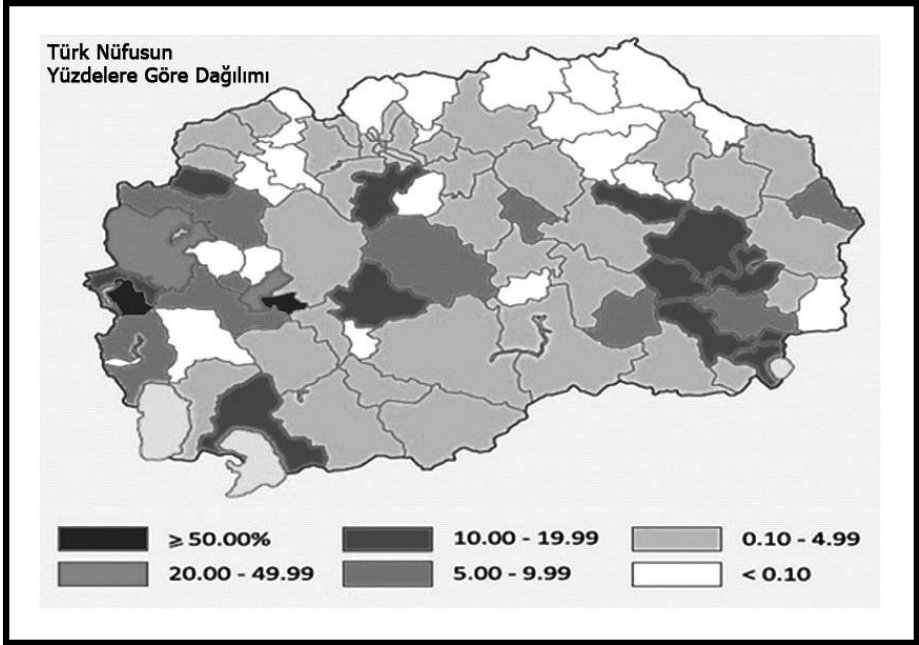 Türk Nüfusun
Yüzdelere Göre Dağılımı
≥ 50.00%
10.00 - 19.99
0.10 - 4.99
20.00 - 49.99
5.00 - 9.99
< 0.10